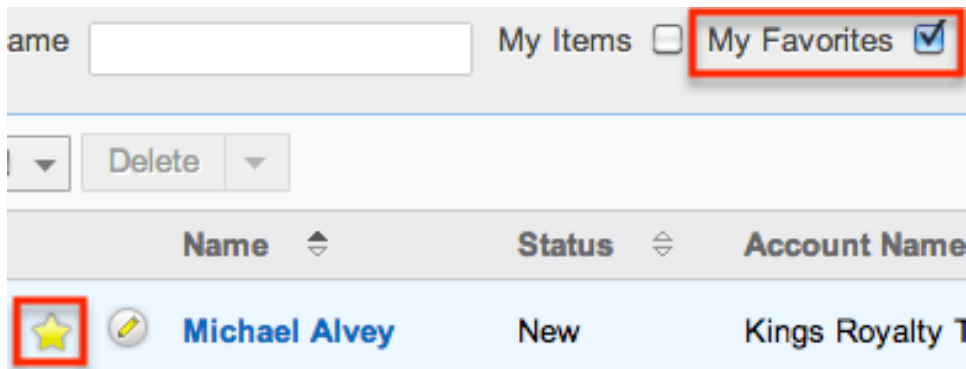 ame My Items My Favorites
Delete
Name Status Account Name
Michael Alvey New Kings Royalty T